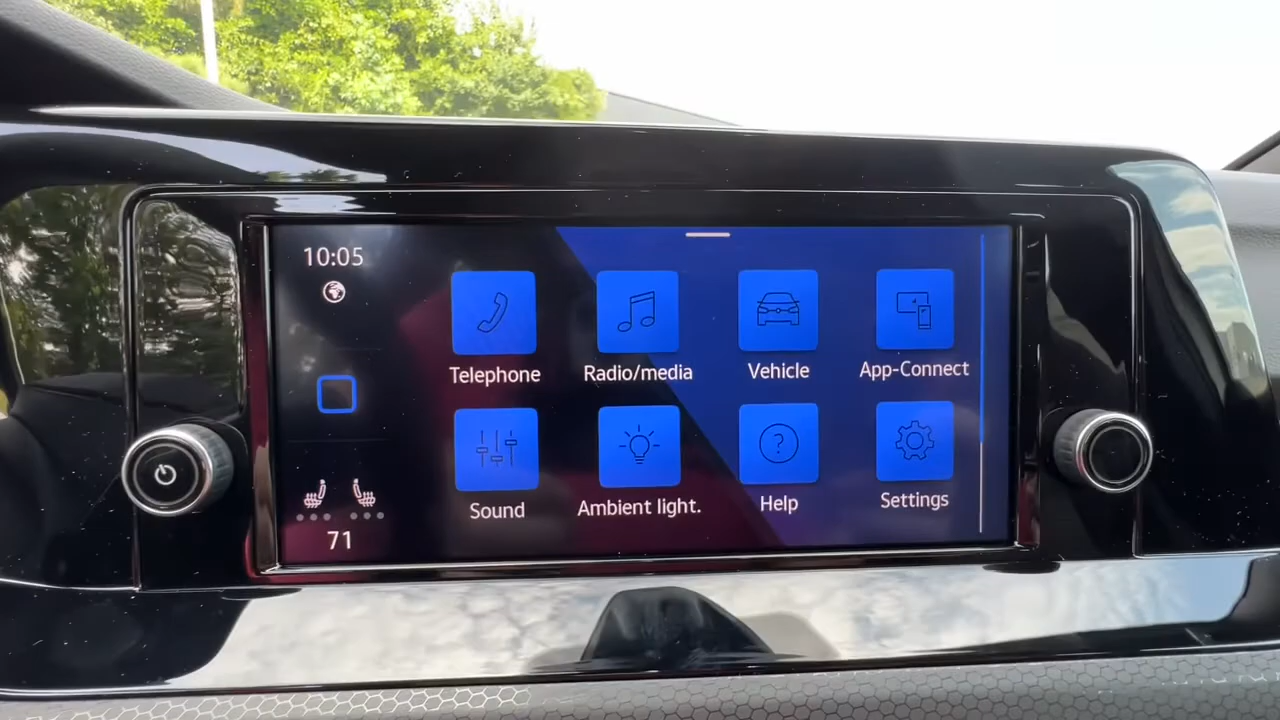 10:05
Telephone
Radio/media
Vehicle
App-Connect
Sound
Ambient light.
Help
Settings
71